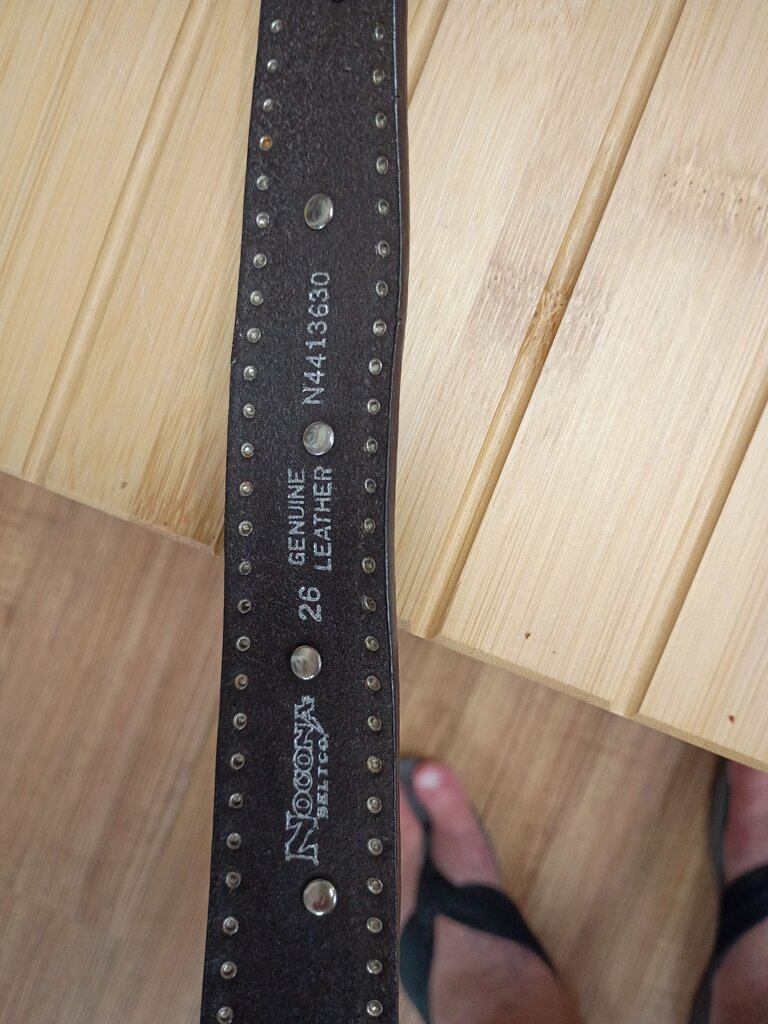 NOCONA
BELT CO.
26
GENUINE
LEATHER
N4413630